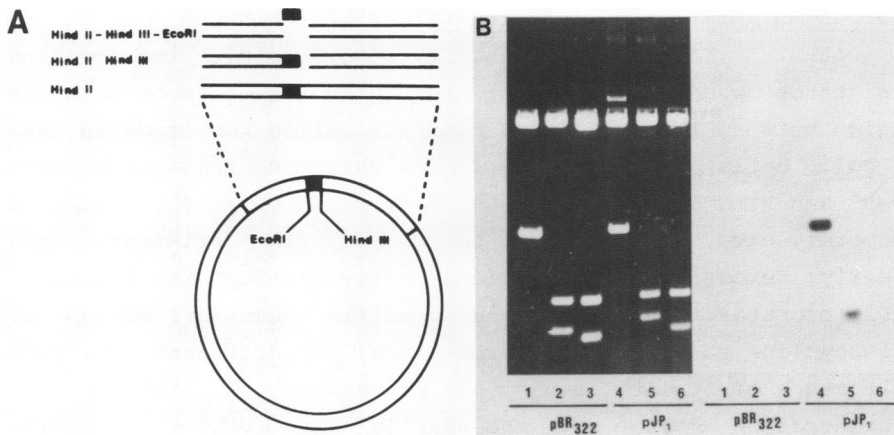 A
Hind II - Hind III - EcoRI
Hind II Hind III
Hind II
EcoRI
Hind III
B
1 2 3 4 5 6
pBR322
pJP1
1 2 3 4 5 6
pBR322
pJP1